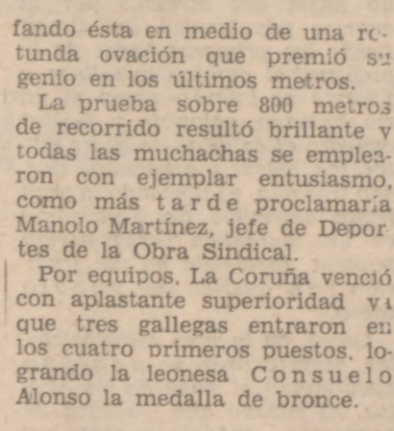 fando ésta en medio de una ro-
tunda ovación que premió su
genio en los últimos metros.
La prueba sobre 800 metros
de recorrido resultó brillante y
todas las muchachas se emplea-
ron con ejemplar entusiasmo,
como más tarde proclamaría
Manolo Martínez, jefe de Depor
tes de la Obra Sindical.
Por equipos, La Coruña venció
con aplastante superioridad y
que tres gallegas entraron en
los cuatro primeros puestos, lo-
grando la leonesa Consuelo
Alonso la medalla de bronce.